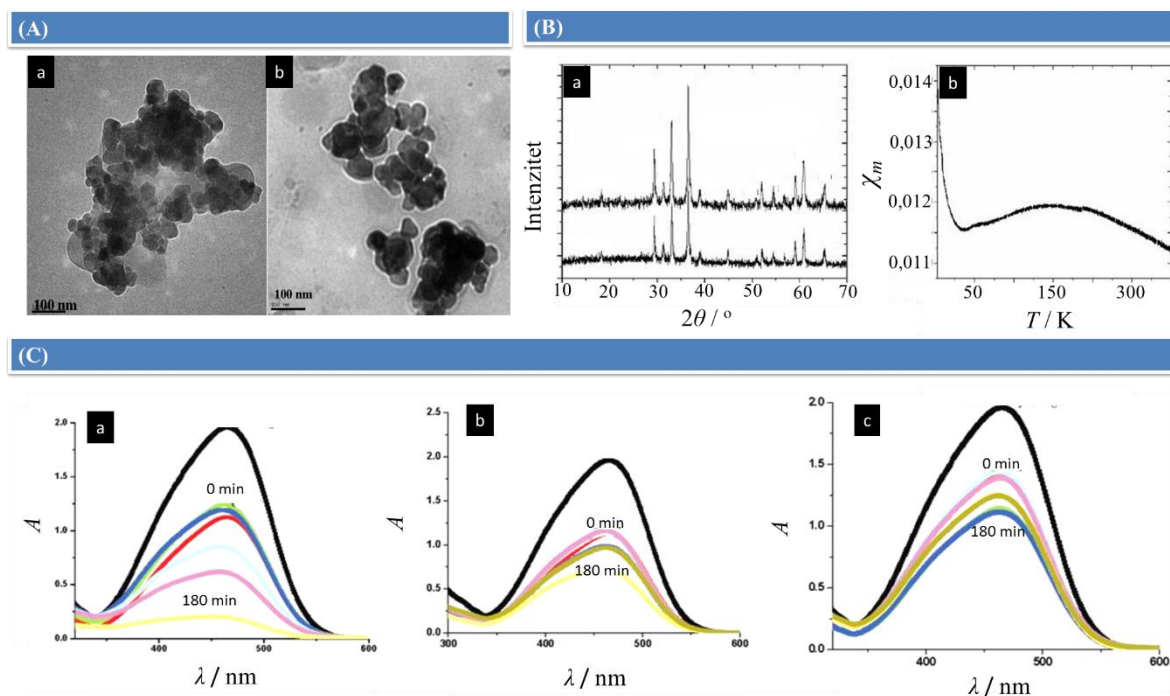 (A)
(B)
a
b
100 nm
100 nm
a
Intenzitet
10 20 30 40 50 60 70
2θ / °
b
0,014
0,013
0,012
0,011
χm
50 150 300
T / K
(C)
a
2.0
1.5
1.0
0.5
0.0
A
0 min
180 min
400 500 600
λ / nm
b
2.5
2.0
1.5
1.0
0.5
0.0
A
0 min
180 min
300 400 500 600
λ / nm
c
2.0
1.5
1.0
0.5
0.0
A
0 min
180 min
400 500 600
λ / nm